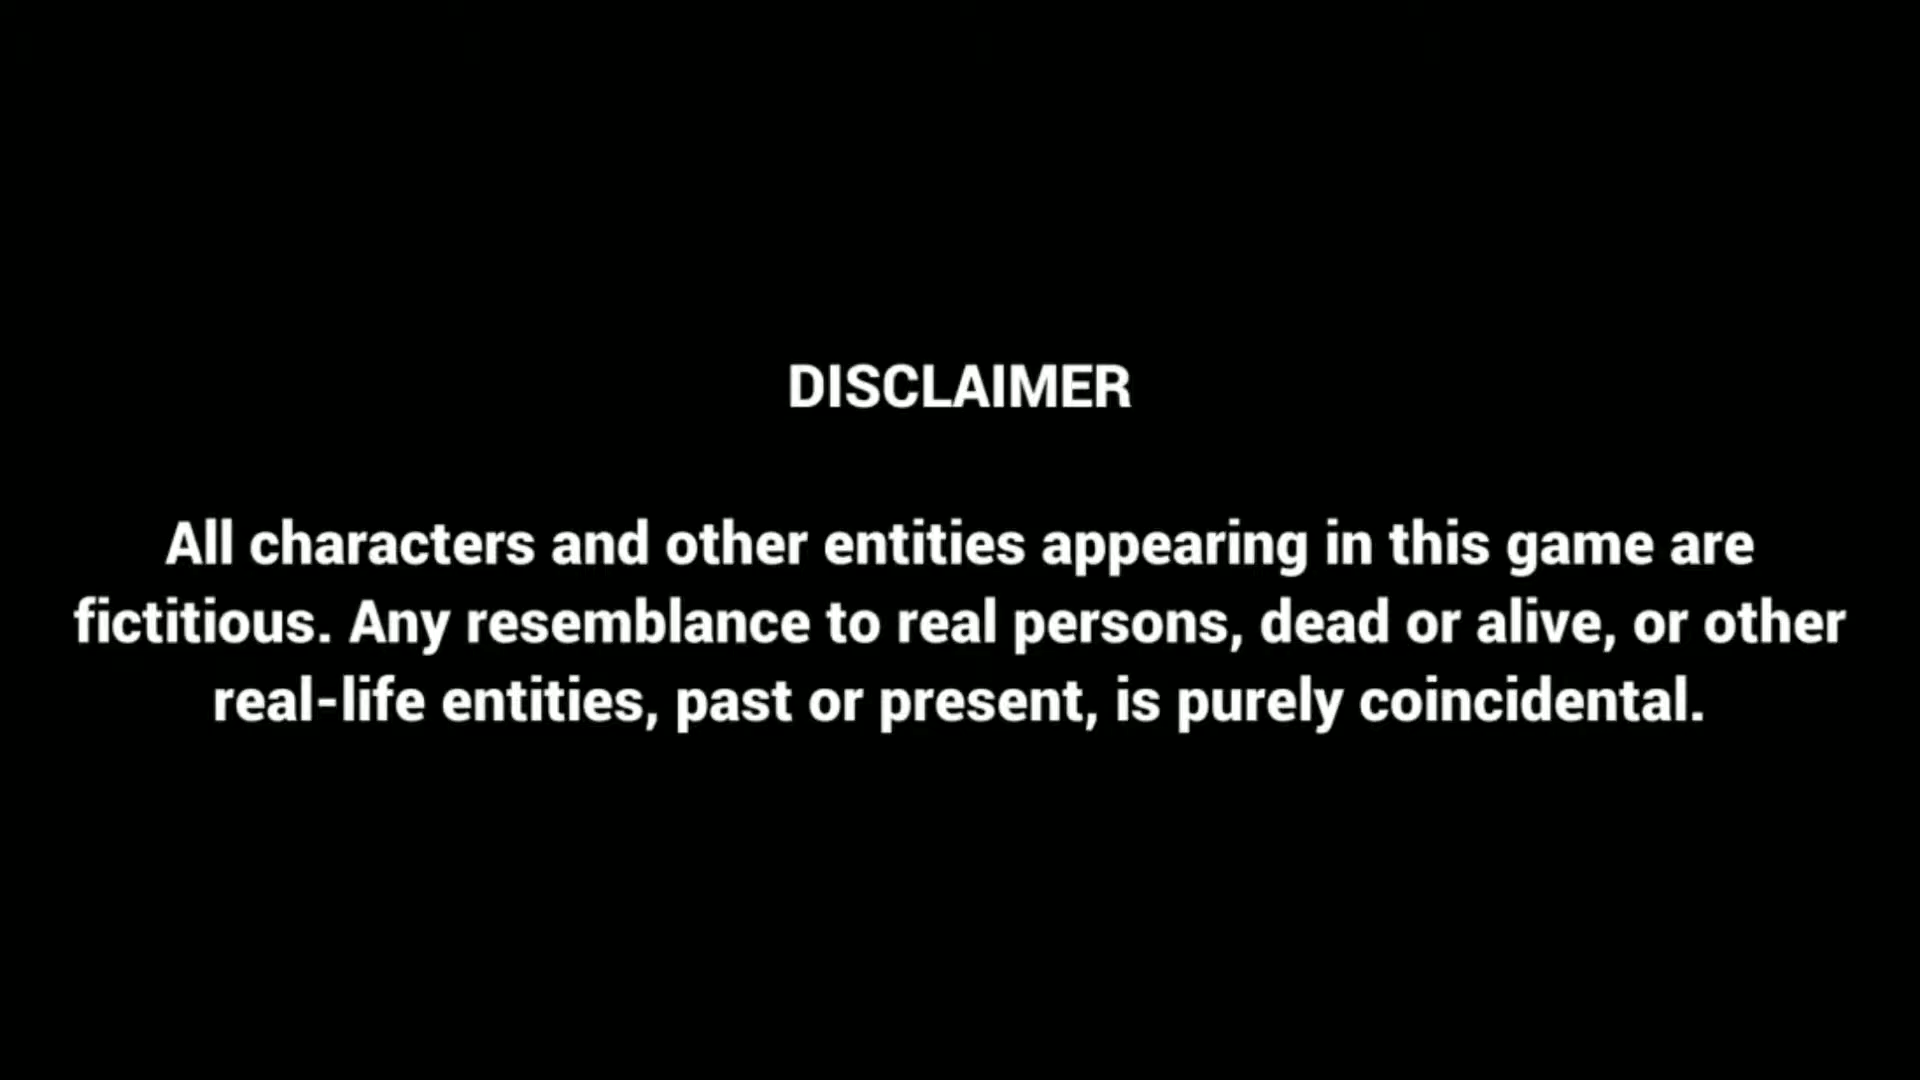 DISCLAIMER
All characters and other entities appearing in this game are
fictitious. Any resemblance to real persons, dead or alive, or other
real-life entities, past or present, is purely coincidental.